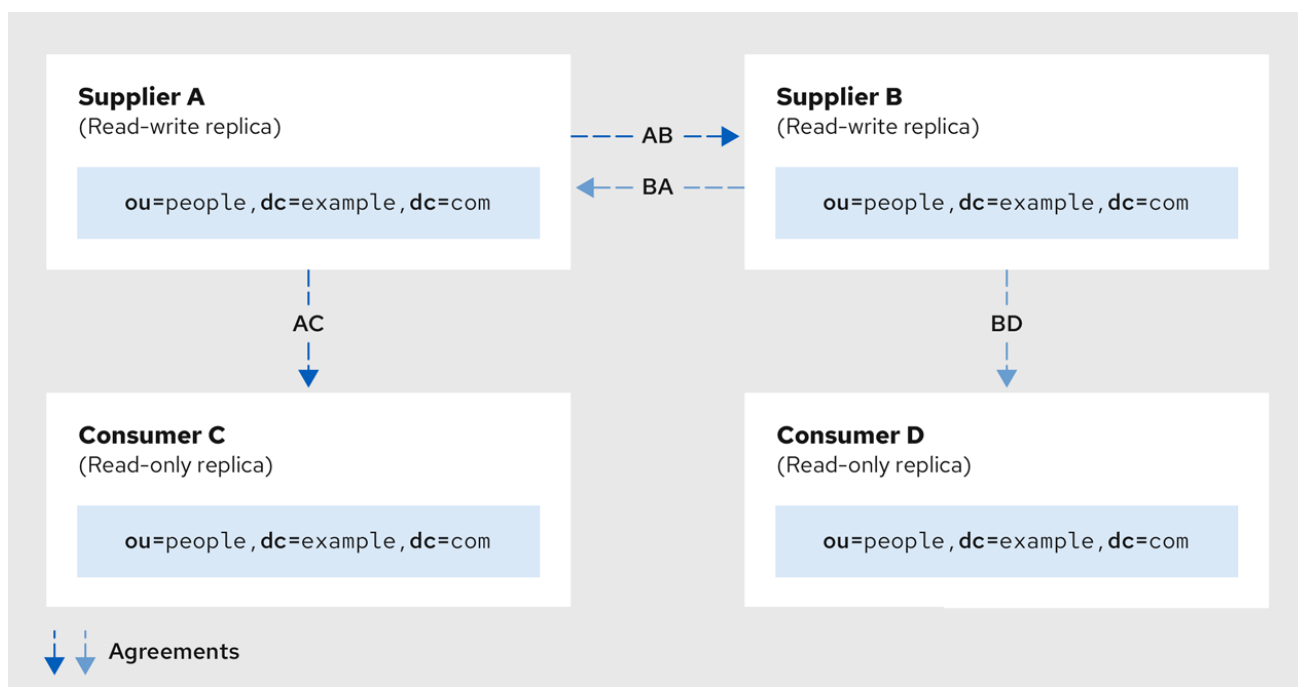 Supplier A
(Read-write replica)
ou=people,dc=example,dc=com
AB
BA
Supplier B
(Read-write replica)
ou=people,dc=example,dc=com
AC
BD
Consumer C
(Read-only replica)
ou=people,dc=example,dc=com
Consumer D
(Read-only replica)
ou=people,dc=example,dc=com
Agreements